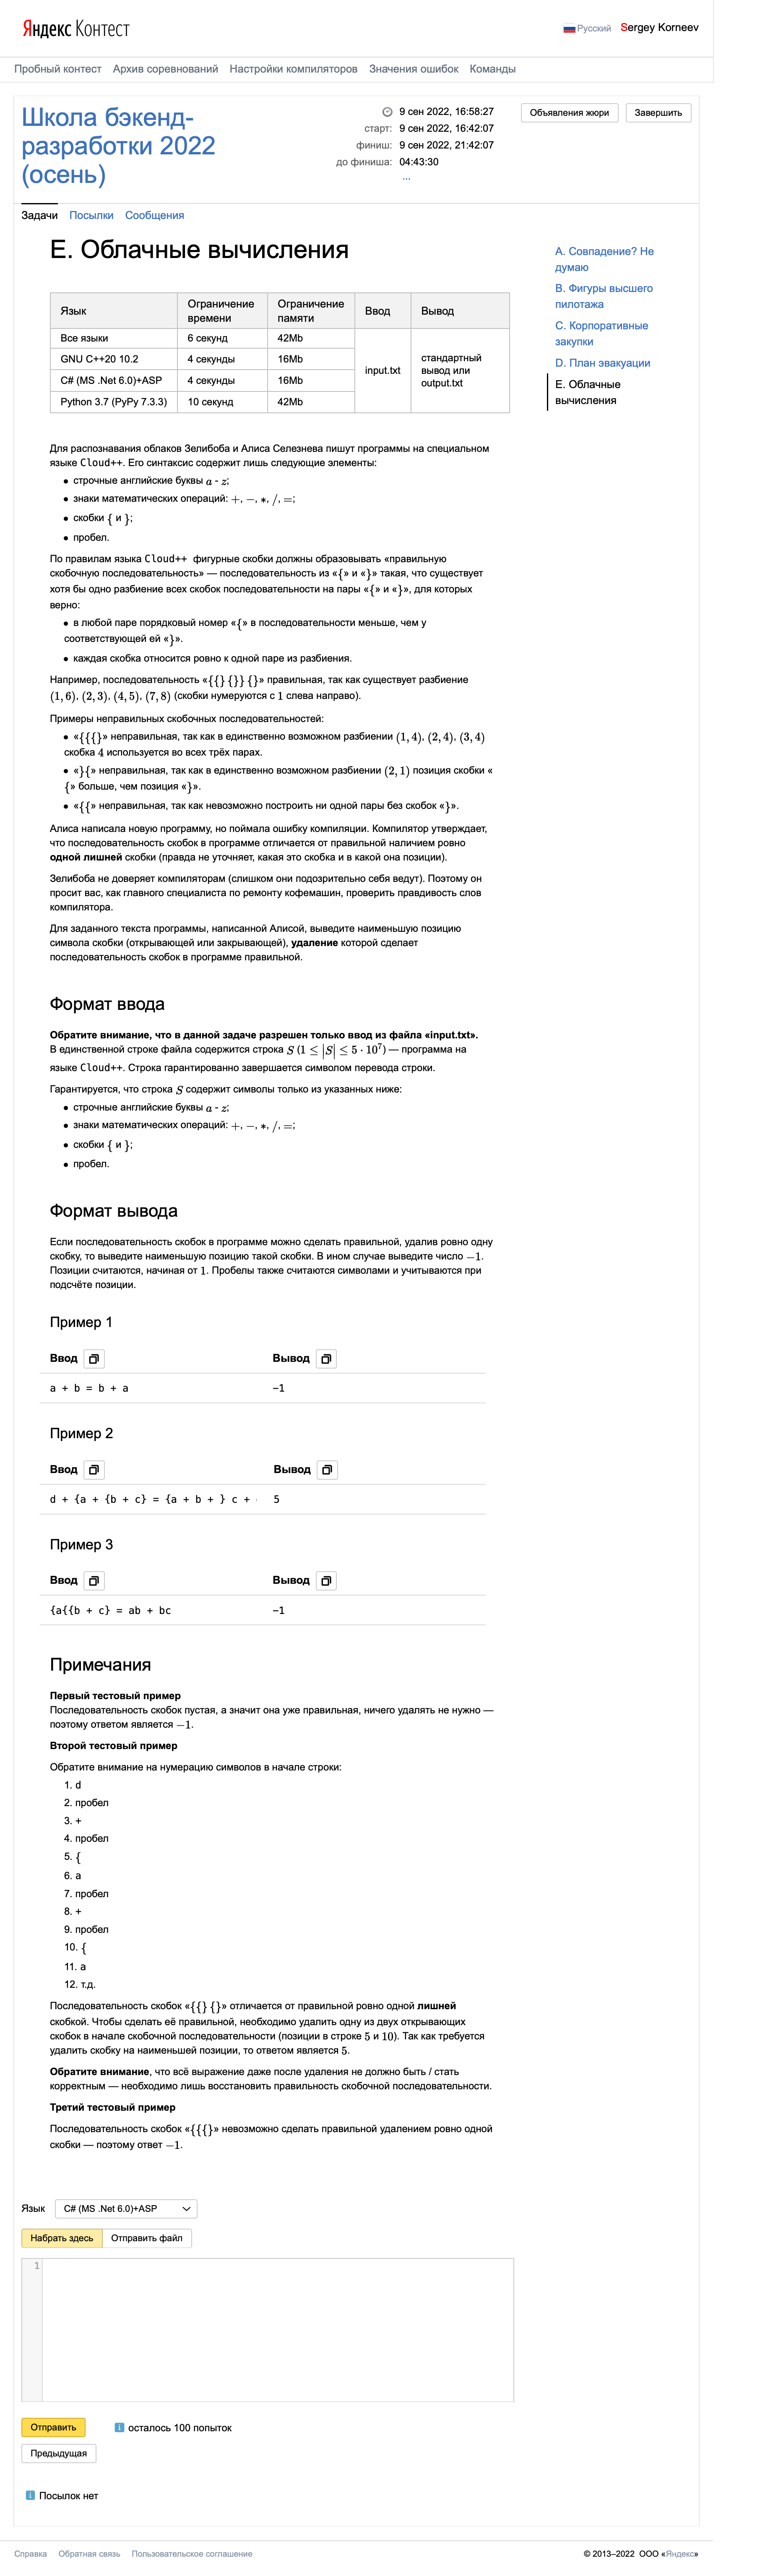 Яндекс Контест
Русский Sergey Korneev
Пробный контест Архив соревнований Настройки компиляторов Значения ошибок Команды
Школа бэкенд-
разработки 2022
(осень)
9 сен 2022, 16:58:27
старт: 9 сен 2022, 16:42:07
финиш: 9 сен 2022, 21:42:07
до финиша: 04:43:30
...
Объявления жюри Завершить
Задачи Посылки Сообщения
E. Облачные вычисления
A. Совпадение? Не
думаю
B. Фигуры высшего
пилотажа
C. Корпоративные
закупки
D. План эвакуации
E. Облачные
вычисления
Язык Ограничение времени Ограничение памяти Ввод Вывод
Все языки 6 секунд 42Mb input.txt стандартный вывод или output.txt
GNU C++20 10.2 4 секунды 16Mb
C# (MS .Net 6.0)+ASP 4 секунды 16Mb
Python 3.7 (PyPy 7.3.3) 10 секунд 42Mb
Для распознавания облаков Зелибоба и Алиса Селезнева пишут программы на специальном
языке Cloud++. Его синтаксис содержит лишь следующие элементы:
• строчные английские буквы a - z;
• знаки математических операций: +, −, ∗, /, =;
• скобки { и };
• пробел.
По правилам языка Cloud++ фигурные скобки должны образовывать «правильную
скобочную последовательность» — последовательность из «{» и «}» такая, что существует
хотя бы одно разбиение всех скобок последовательности на пары «{» и «}», для которых
верно:
• в любой паре порядковый номер «{» в последовательности меньше, чем у
соответствующей ей «}».
• каждая скобка относится ровно к одной паре из разбиения.
Например, последовательность «{{} {}} {}» правильная, так как существует разбиение
(1, 6), (2, 3), (4, 5), (7, 8) (скобки нумеруются с 1 слева направо).
Примеры неправильных скобочных последовательностей:
• «{{{}» неправильная, так как в единственно возможном разбиении (1, 4), (2, 4), (3, 4)
скобка 4 используется во всех трёх парах.
• «}{» неправильная, так как в единственно возможном разбиении (2, 1) позиция скобки «
{» больше, чем позиция «}».
• «{{» неправильная, так как невозможно построить ни одной пары без скобок «}».
Алиса написала новую программу, но поймала ошибку компиляции. Компилятор утверждает,
что последовательность скобок в программе отличается от правильной наличием ровно
одной лишней скобки (правда не уточняет, какая это скобка и в какой она позиции).
Зелибоба не доверяет компиляторам (слишком они подозрительно себя ведут). Поэтому он
просит вас, как главного специалиста по ремонту кофемашин, проверить правдивость слов
компилятора.
Для заданного текста программы, написанной Алисой, выведите наименьшую позицию
символа скобки (открывающей или закрывающей), удаление которой сделает
последовательность скобок в программе правильной.
Формат ввода
Обратите внимание, что в данной задаче разрешен только ввод из файла «input.txt».
В единственной строке файла содержится строка S (1 ≤ |S| ≤ 5 · 10⁷) — программа на
языке Cloud++. Строка гарантированно завершается символом перевода строки.
Гарантируется, что строка S содержит символы только из указанных ниже:
• строчные английские буквы a - z;
• знаки математических операций: +, −, ∗, /, =;
• скобки { и };
• пробел.
Формат вывода
Если последовательность скобок в программе можно сделать правильной, удалив ровно одну
скобку, то выведите наименьшую позицию такой скобки. В ином случае выведите число −1.
Позиции считаются, начиная от 1. Пробелы также считаются символами и учитываются при
подсчёте позиции.
Пример 1
Ввод Вывод
a + b = b + a -1
Пример 2
Ввод Вывод
d + {a + {b + c} = {a + b + } c + 5
Пример 3
Ввод Вывод
{a{{b + c} = ab + bc -1
Примечания
Первый тестовый пример
Последовательность скобок пустая, а значит она уже правильная, ничего удалять не нужно —
поэтому ответом является −1.
Второй тестовый пример
Обратите внимание на нумерацию символов в начале строки:
1. d
2. пробел
3. +
4. пробел
5. {
6. a
7. пробел
8. +
9. пробел
10. {
11. a
12. т.д.
Последовательность скобок «{{} {}» отличается от правильной ровно одной лишней
скобкой. Чтобы сделать её правильной, необходимо удалить одну из двух открывающих
скобок в начале скобочной последовательности (позиции в строке 5 и 10). Так как требуется
удалить скобку на наименьшей позиции, то ответом является 5.
Обратите внимание, что всё выражение даже после удаления не должно быть / стать
корректным — необходимо лишь восстановить правильность скобочной последовательности.
Третий тестовый пример
Последовательность скобок «{{{}» невозможно сделать правильной удалением ровно одной
скобки — поэтому ответ −1.
Язык C# (MS .Net 6.0)+ASP
Набрать здесь Отправить файл
1
Отправить осталось 100 попыток
Предыдущая
Посылок нет
Справка Обратная связь Пользовательское соглашение © 2013–2022 ООО «Яндекс»